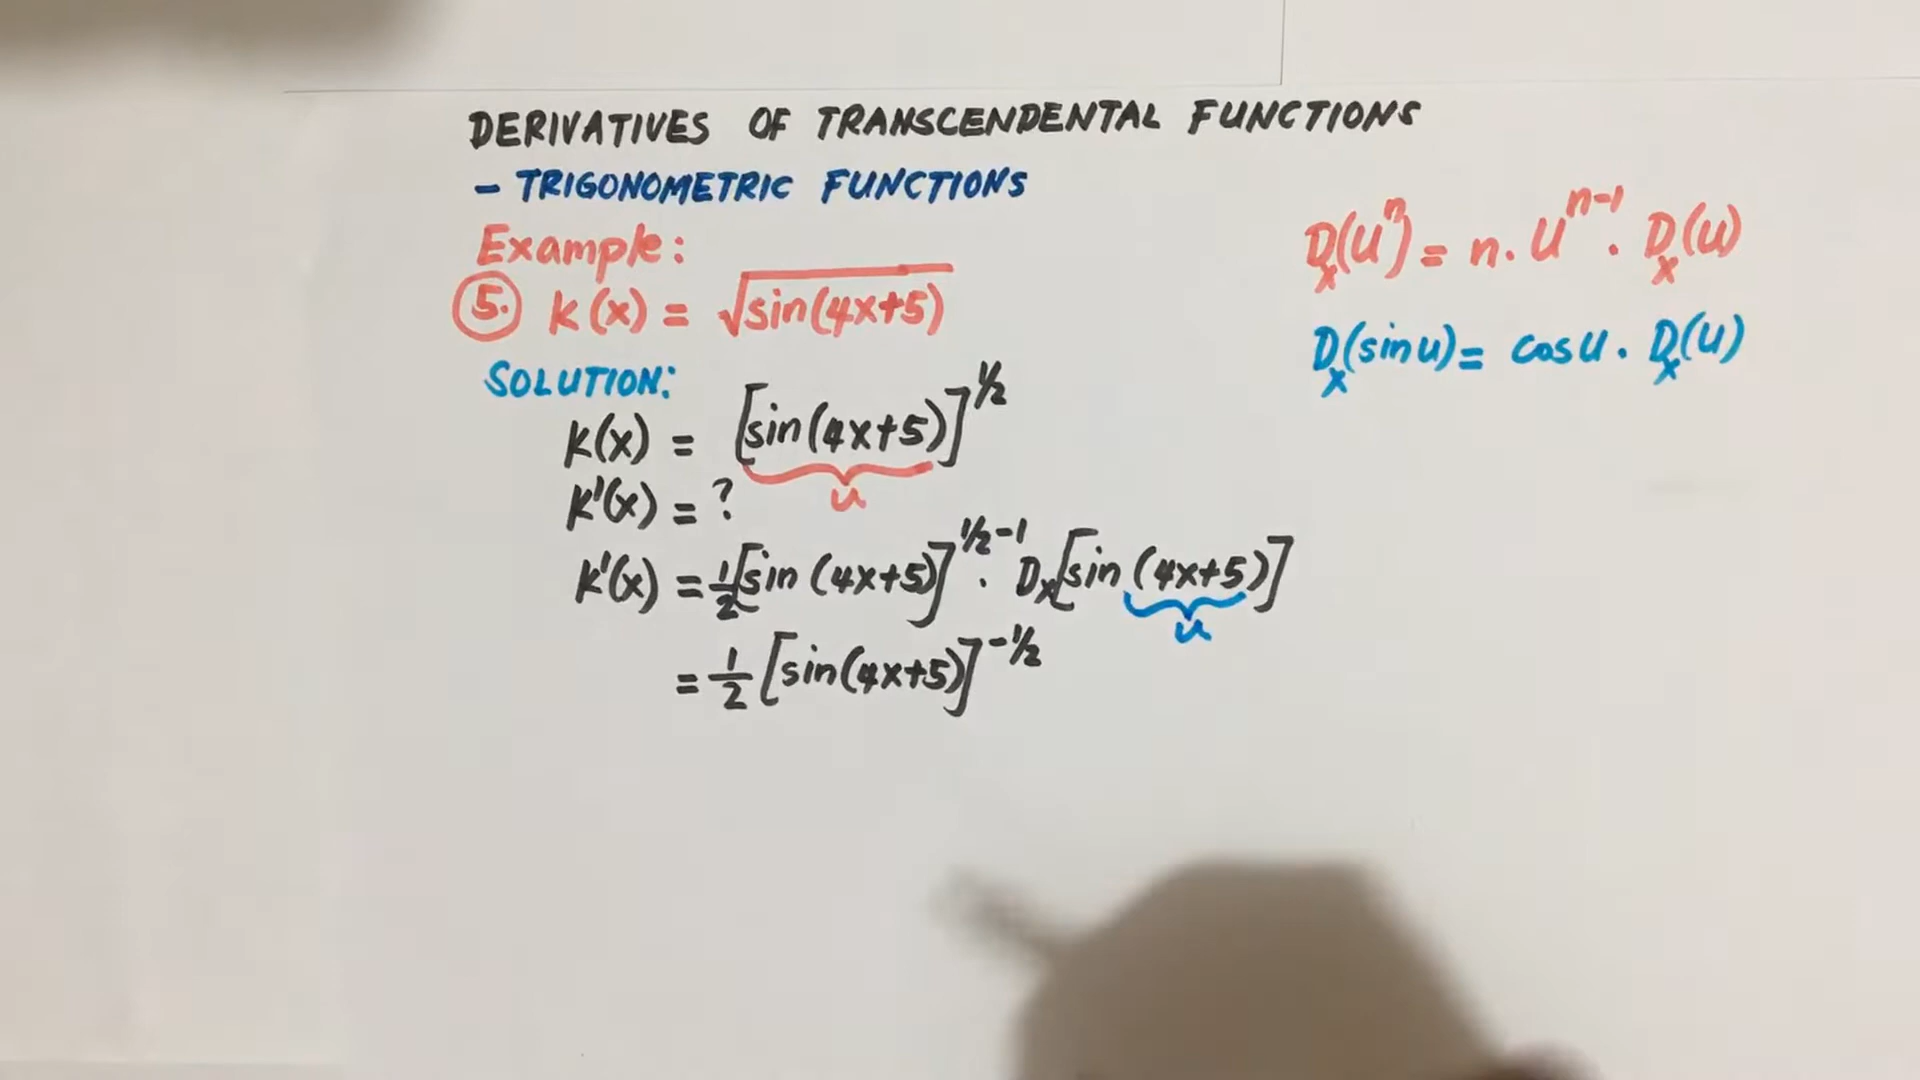 DERIVATIVES OF TRANSCENDENTAL FUNCTIONS
- TRIGONOMETRIC FUNCTIONS
Example:
5. k(x) = √sin(4x+5)
SOLUTION:
k(x) = [sin(4x+5)]^1/2
u
k'(x) = ?
k'(x) = 1/2[sin(4x+5)]^1/2-1 · Dx[sin(4x+5)]
u
= 1/2 [sin(4x+5)]^-1/2
Dx(u^n) = n · u^n-1 · Dx(u)
Dx(sin u) = cos u · Dx(u)